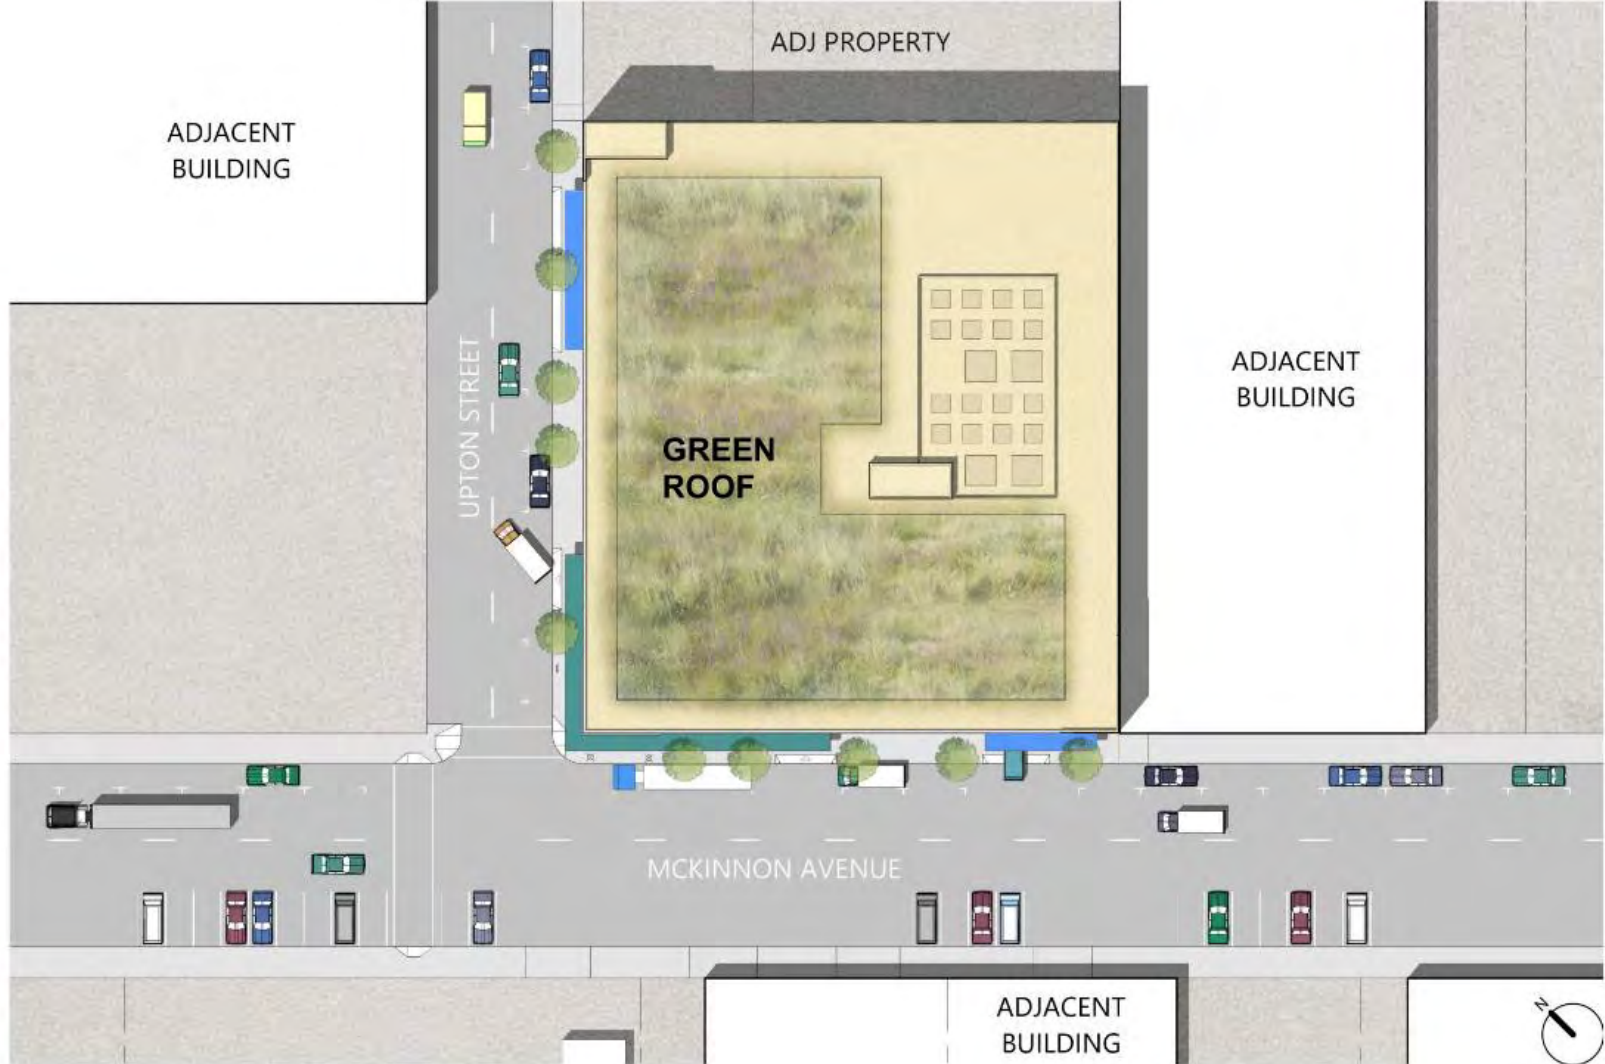 ADJ PROPERTY
ADJACENT
BUILDING
UPTON STREET
ADJACENT
BUILDING
GREEN
ROOF
MCKINNON AVENUE
ADJACENT
BUILDING
N